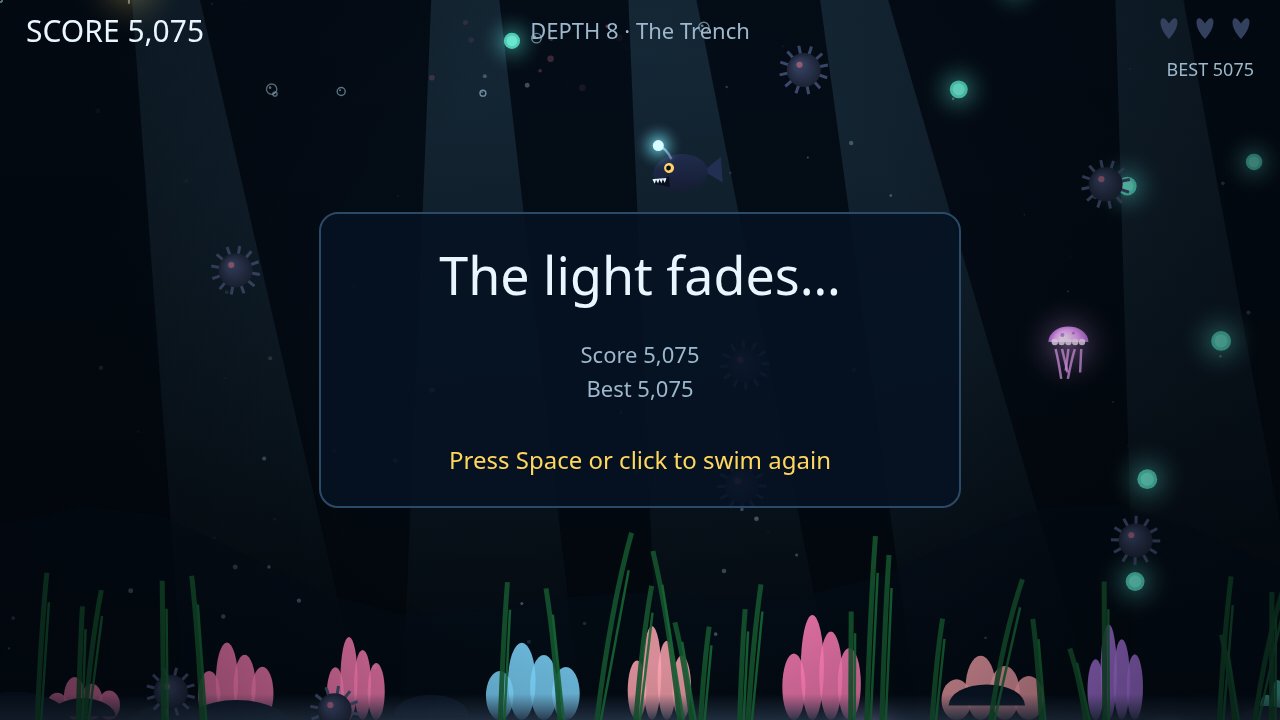 SCORE 5,075
DEPTH 8 · The Trench
BEST 5075
The light fades...
Score 5,075
Best 5,075
Press Space or click to swim again